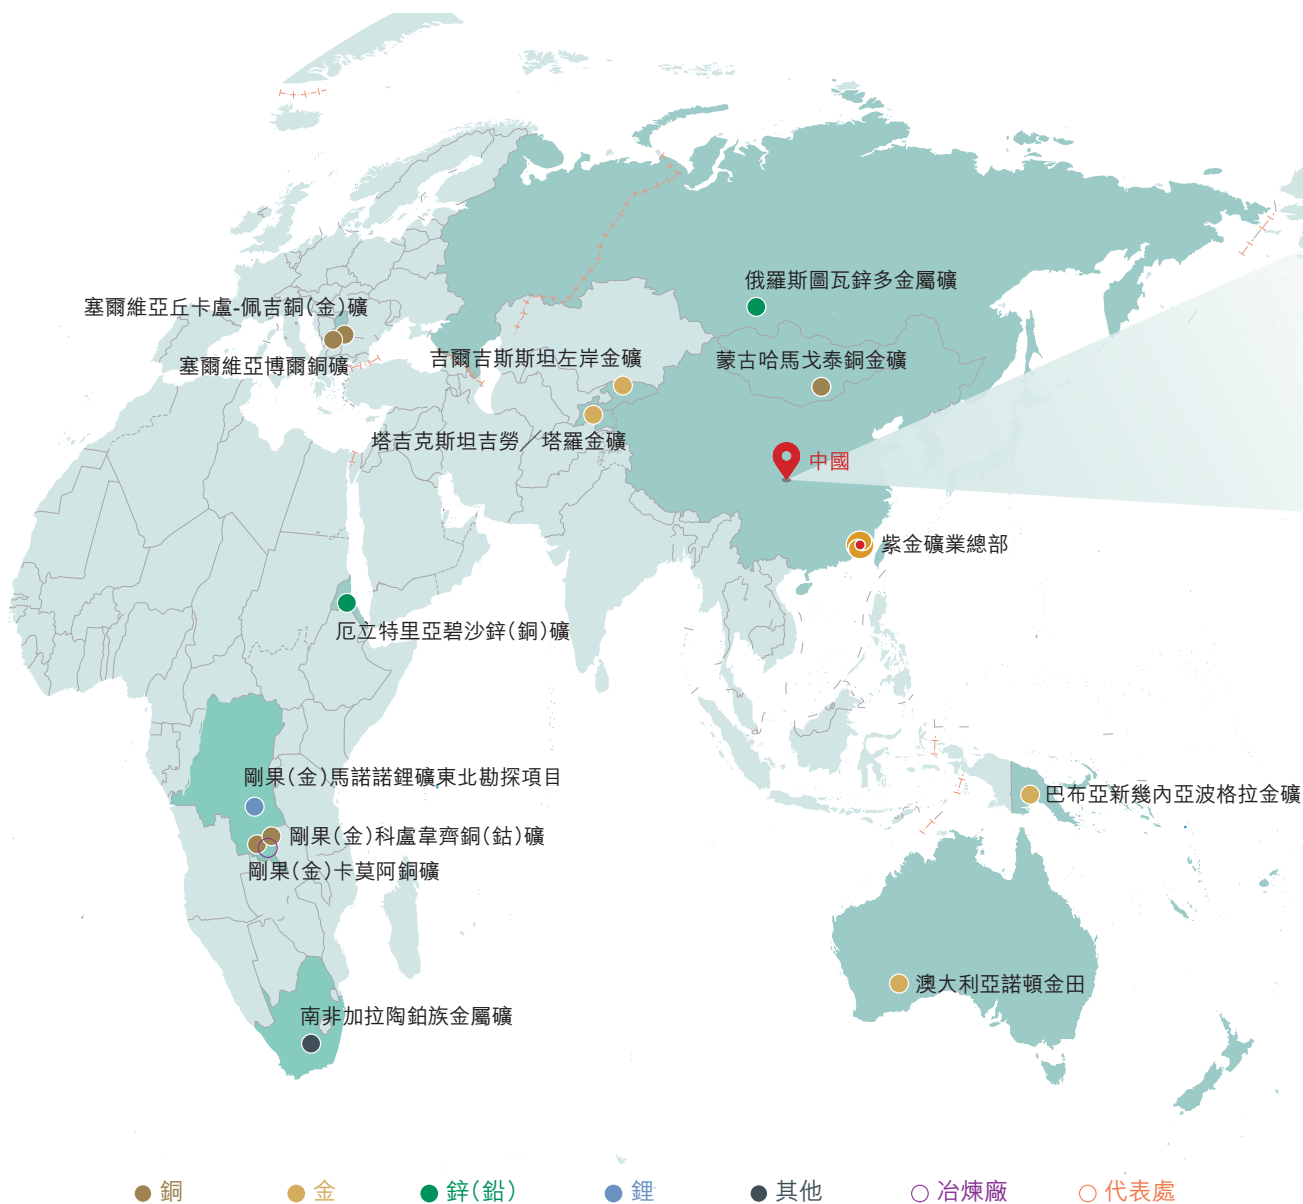 俄羅斯圖瓦鋅多金屬礦
塞爾維亞丘卡盧-佩吉銅(金)礦
塞爾維亞博爾銅礦
吉爾吉斯斯坦左岸金礦
蒙古哈馬戈泰銅金礦
塔吉克斯坦吉勞／塔羅金礦
中國
紫金礦業總部
厄立特里亞碧沙鋅(銅)礦
剛果(金)馬諾諾鋰礦東北勘探項目
巴布亞新幾內亞波格拉金礦
剛果(金)科盧韋齊銅(鈷)礦
剛果(金)卡莫阿銅礦
澳大利亞諾頓金田
南非加拉陶鉑族金屬礦
銅 金 鋅(鉛) 鋰 其他 冶煉廠 代表處